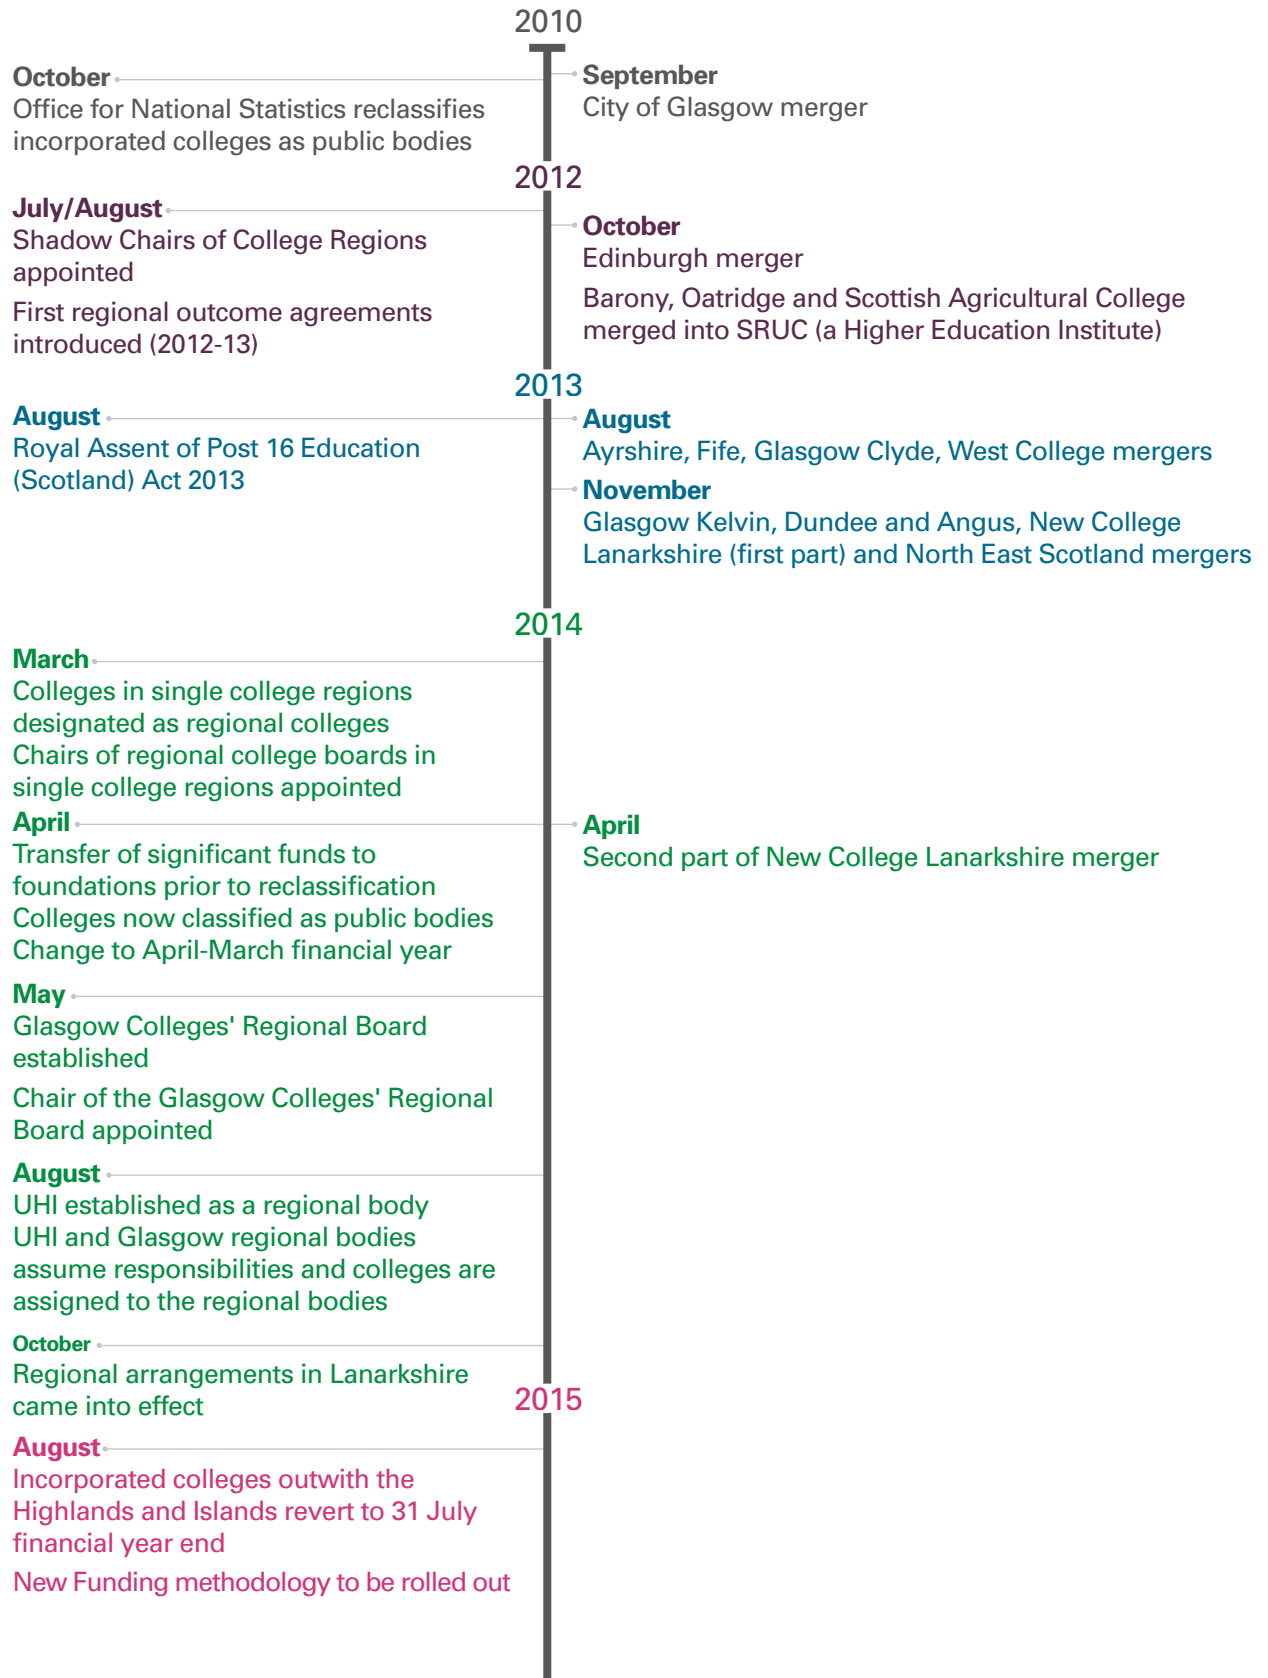 2010
October
Office for National Statistics reclassifies
incorporated colleges as public bodies
September
City of Glasgow merger
2012
July/August
Shadow Chairs of College Regions
appointed
First regional outcome agreements
introduced (2012-13)
October
Edinburgh merger
Barony, Oatridge and Scottish Agricultural College
merged into SRUC (a Higher Education Institute)
2013
August
Royal Assent of Post 16 Education
(Scotland) Act 2013
August
Ayrshire, Fife, Glasgow Clyde, West College mergers
November
Glasgow Kelvin, Dundee and Angus, New College
Lanarkshire (first part) and North East Scotland mergers
2014
March
Colleges in single college regions
designated as regional colleges
Chairs of regional college boards in
single college regions appointed
April
Transfer of significant funds to
foundations prior to reclassification
Colleges now classified as public bodies
Change to April-March financial year
April
Second part of New College Lanarkshire merger
May
Glasgow Colleges' Regional Board
established
Chair of the Glasgow Colleges' Regional
Board appointed
August
UHI established as a regional body
UHI and Glasgow regional bodies
assume responsibilities and colleges are
assigned to the regional bodies
October
Regional arrangements in Lanarkshire
came into effect
2015
August
Incorporated colleges outwith the
Highlands and Islands revert to 31 July
financial year end
New Funding methodology to be rolled out